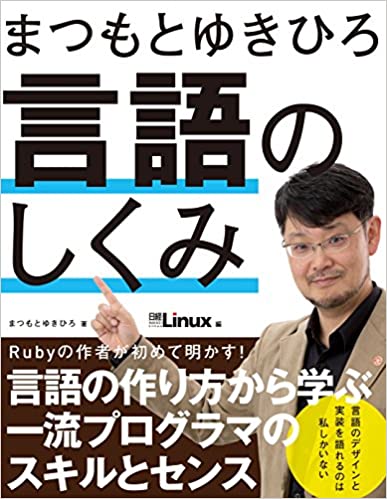 まつもとゆきひろ
言語の
しくみ
まつもとゆきひろ 著
日経Linux 編
Rubyの作者が初めて明かす!
言語の作り方から学ぶ
一流プログラマの
スキルとセンス
言語のデザインと
実装を語れるのは
私しかいない